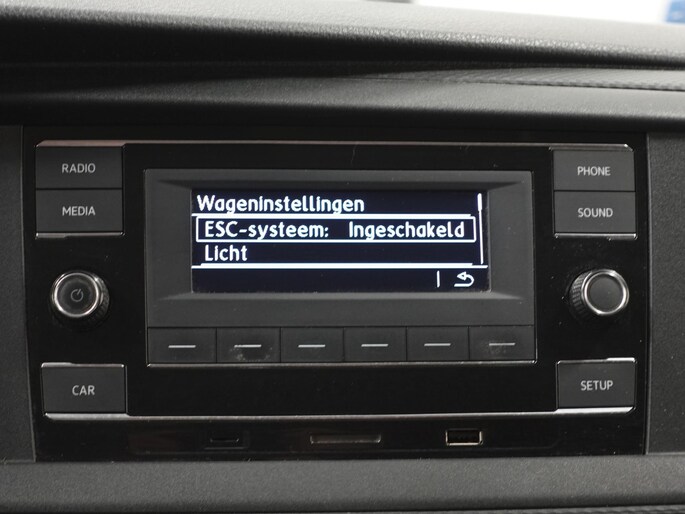 RADIO
MEDIA
Wageninstellingen
ESC-systeem: Ingeschakeld
Licht
PHONE
SOUND
CAR
SETUP